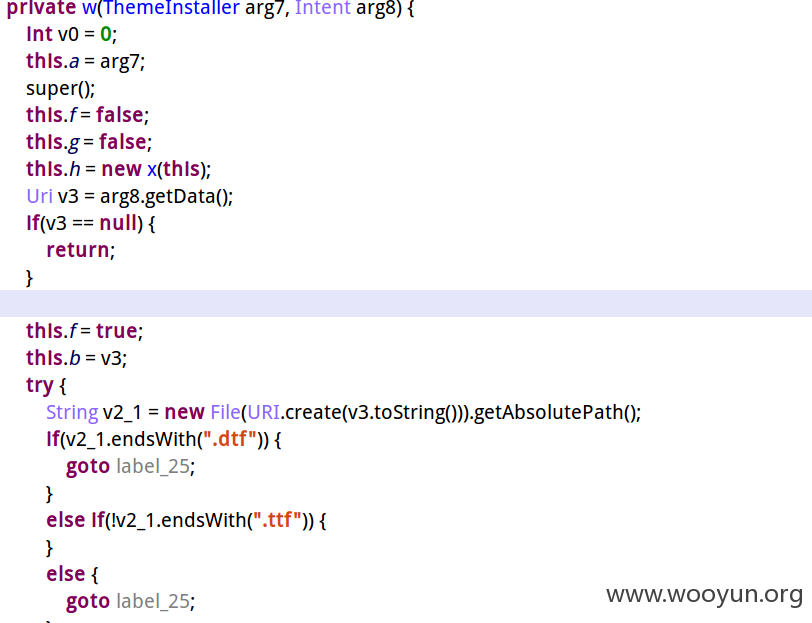 private w(ThemeInstaller arg7, Intent arg8) {
int v0 = 0;
this.a = arg7;
super();
this.f = false;
this.g = false;
this.h = new x(this);
Uri v3 = arg8.getData();
if(v3 == null) {
return;
}
this.f = true;
this.b = v3;
try {
String v2_1 = new File(URI.create(v3.toString())).getAbsolutePath();
if(v2_1.endsWith(".dtf")) {
goto label_25;
}
else if(!v2_1.endsWith(".ttf")) {
}
else {
goto label_25;
www.wooyun.org